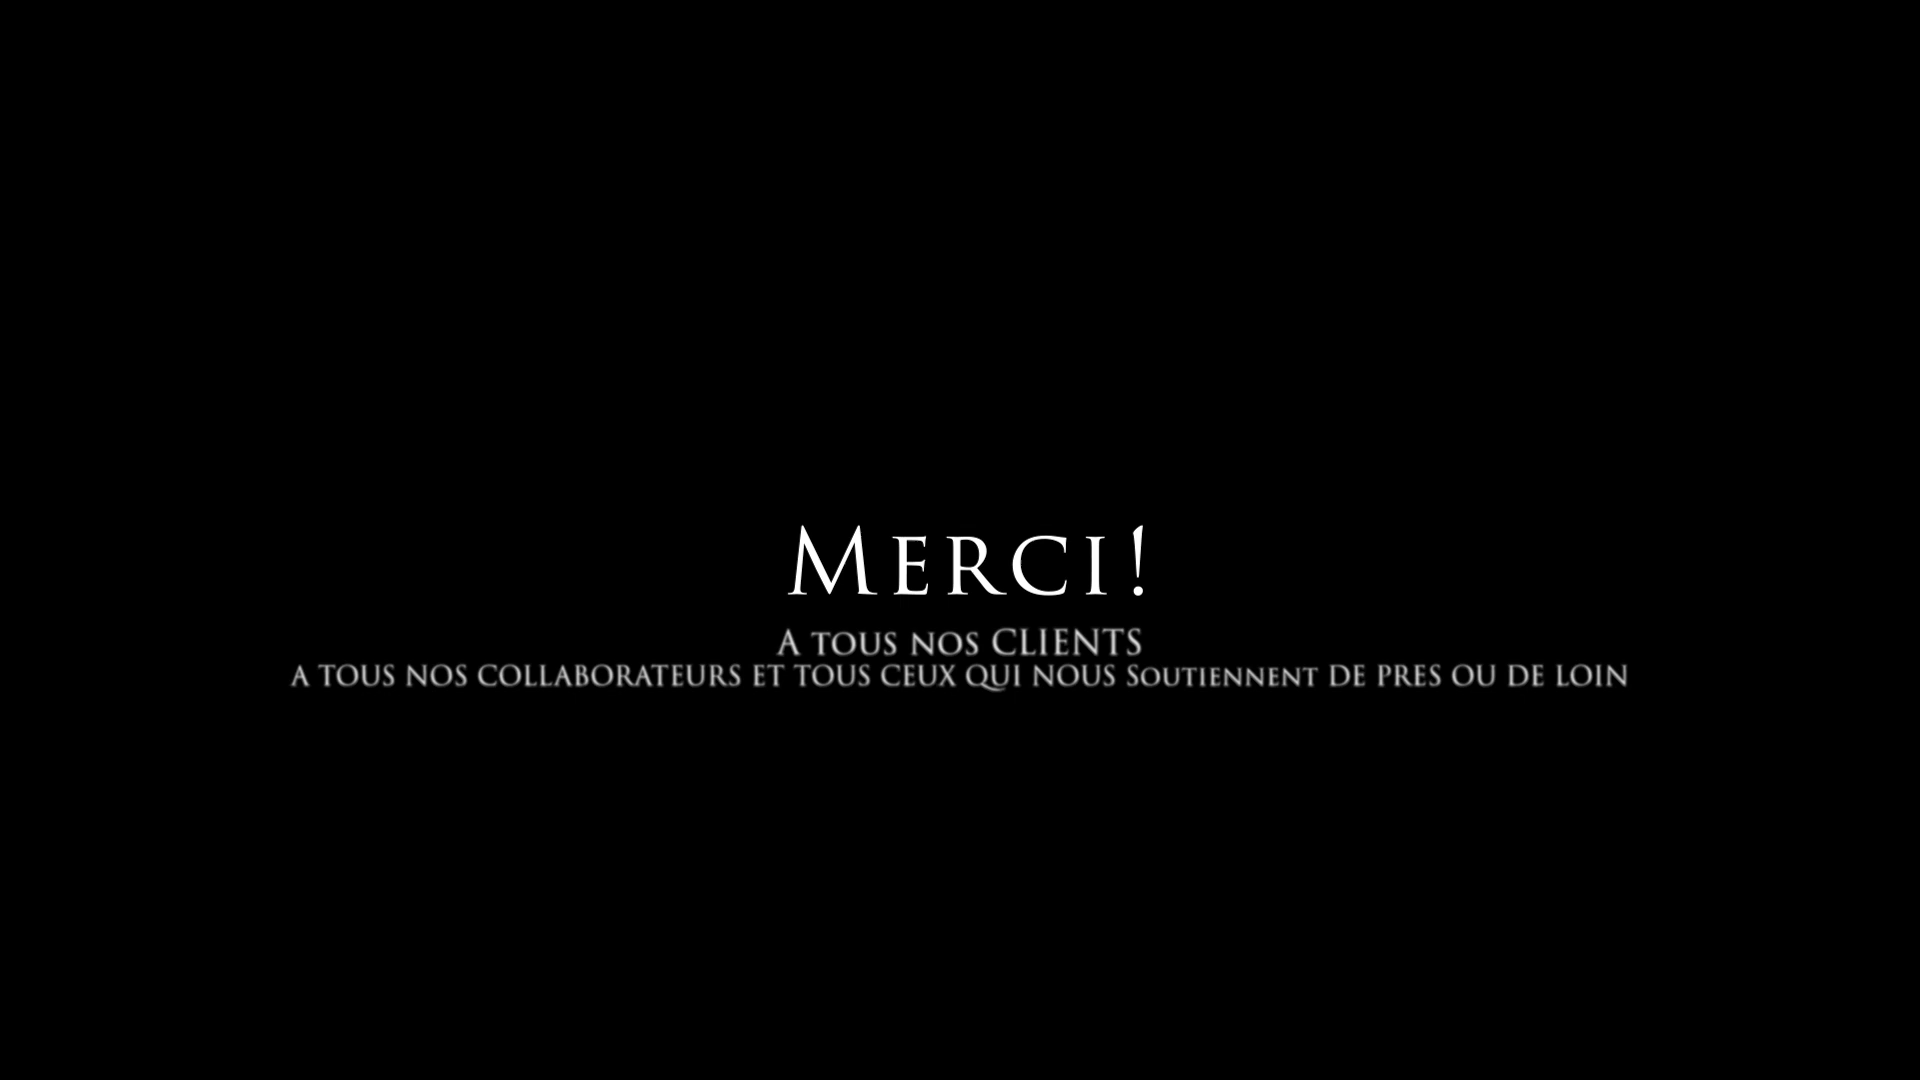 Merci!
A tous nos CLIENTS
A TOUS NOS COLLABORATEURS ET TOUS CEUX QUI NOUS Soutiennent DE PRES OU DE LOIN